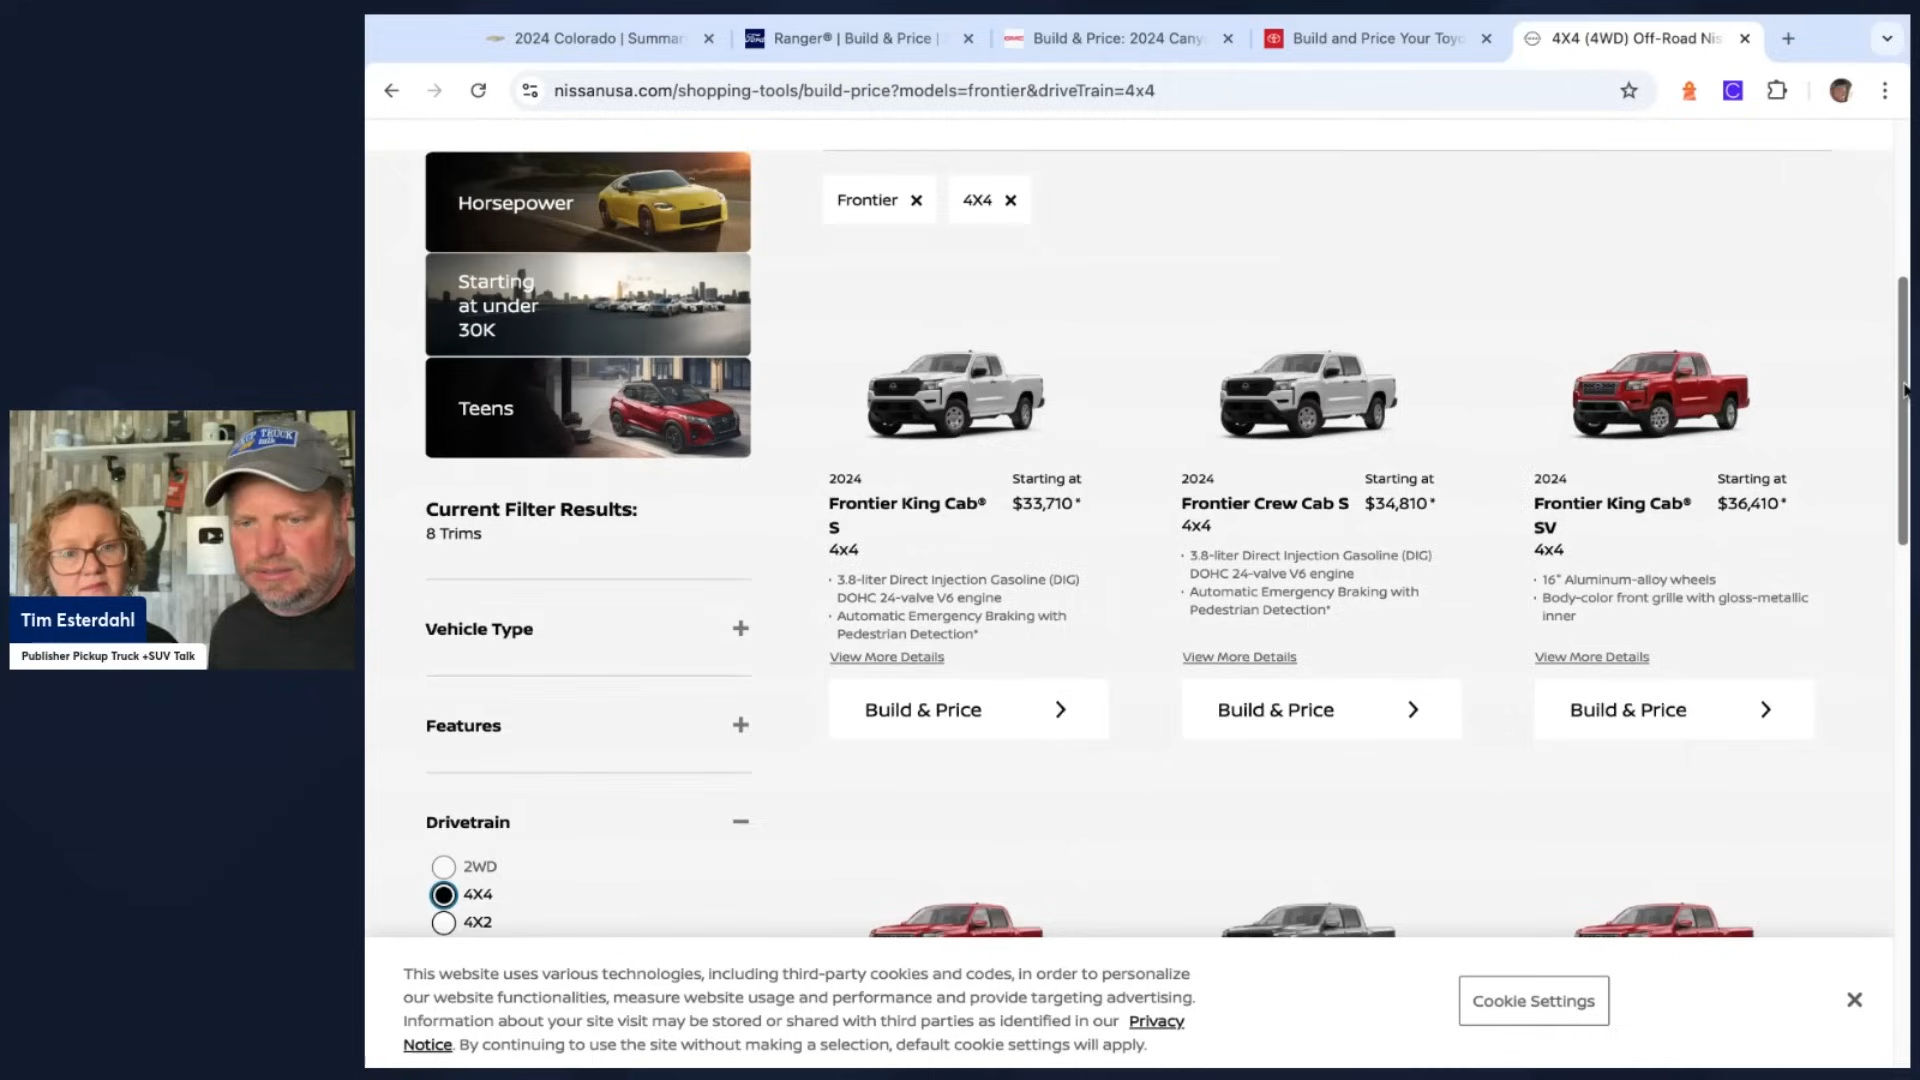 2024 Colorado | Summar
Ranger® | Build & Price |
GMC
Build & Price: 2024 Cany
Build and Price Your Toyo
4X4 (4WD) Off-Road Nis
nissanusa.com/shopping-tools/build-price?models=frontier&driveTrain=4x4
Horsepower
Starting
at under
30K
Teens
Frontier
4X4
Current Filter Results:
8 Trims
Vehicle Type
Features
Drivetrain
2WD
4X4
4X2
2024
Starting at
Frontier King Cab®
S
$33,710*
4x4
· 3.8-liter Direct Injection Gasoline (DIG)
DOHC 24-valve V6 engine
· Automatic Emergency Braking with
Pedestrian Detection*
View More Details
Build & Price
2024
Starting at
Frontier Crew Cab S
$34,810*
4x4
· 3.8-liter Direct Injection Gasoline (DIG)
DOHC 24-valve V6 engine
· Automatic Emergency Braking with
Pedestrian Detection*
View More Details
Build & Price
2024
Starting at
Frontier King Cab®
SV
$36,410*
4x4
· 16" Aluminum-alloy wheels
· Body-color front grille with gloss-metallic
inner
View More Details
Build & Price
This website uses various technologies, including third-party cookies and codes, in order to personalize
our website functionalities, measure website usage and performance and provide targeting advertising.
Information about your site visit may be stored or shared with third parties as identified in our Privacy
Notice. By continuing to use the site without making a selection, default cookie settings will apply.
Cookie Settings
Tim Esterdahl
Publisher Pickup Truck +SUV Talk